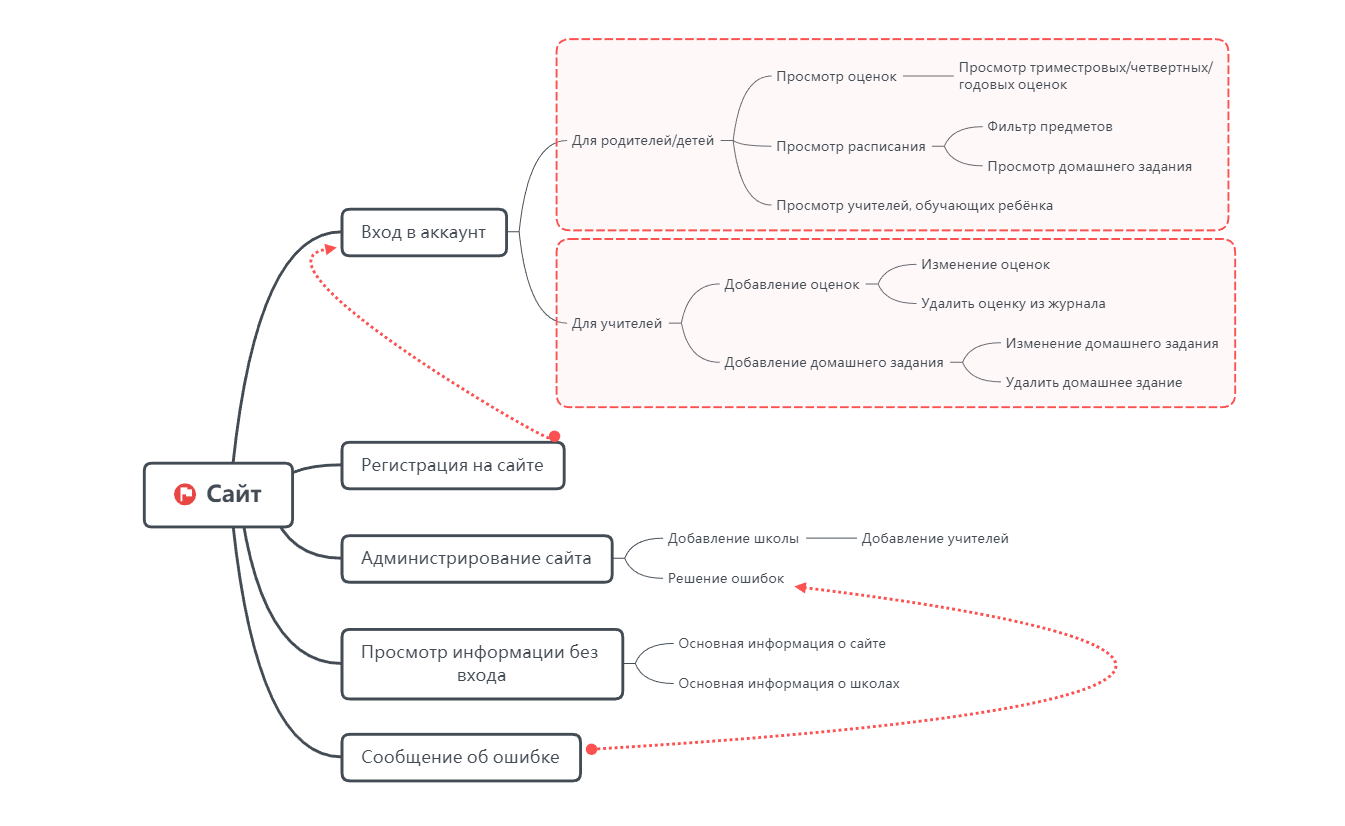 Просмотр оценок
Просмотр триместровых/четвертных/
годовых оценок
Для родителей/детей
Просмотр расписания
Фильтр предметов
Просмотр домашнего задания
Просмотр учителей, обучающих ребёнка
Вход в аккаунт
Для учителей
Добавление оценок
Изменение оценок
Удалить оценку из журнала
Добавление домашнего задания
Изменение домашнего задания
Удалить домашнее здание
Сайт
Регистрация на сайте
Администрирование сайта
Добавление школы
Добавление учителей
Решение ошибок
Просмотр информации без
входа
Основная информация о сайте
Основная информация о школах
Сообщение об ошибке